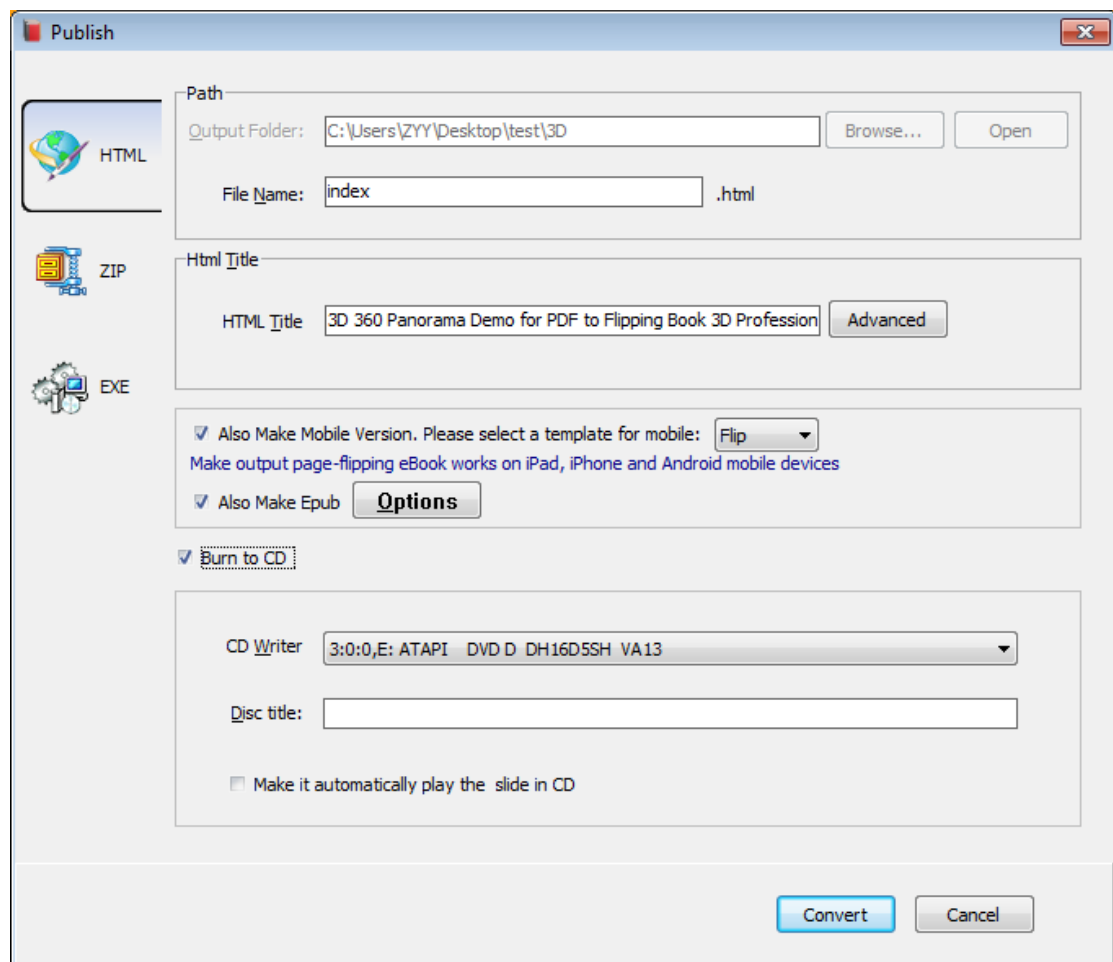 Publish
HTML
ZIP
EXE
Path
Output Folder: C:\Users\ZYY\Desktop\test\3D Browse... Open
File Name: index .html
Html Title
HTML Title 3D 360 Panorama Demo for PDF to Flipping Book 3D Profession Advanced
Also Make Mobile Version. Please select a template for mobile: Flip
Make output page-flipping eBook works on iPad, iPhone and Android mobile devices
Also Make Epub Options
Burn to CD
CD Writer 3:0:0,E: ATAPI DVD D DH16D5SH VA13
Disc title:
Make it automatically play the slide in CD
Convert Cancel